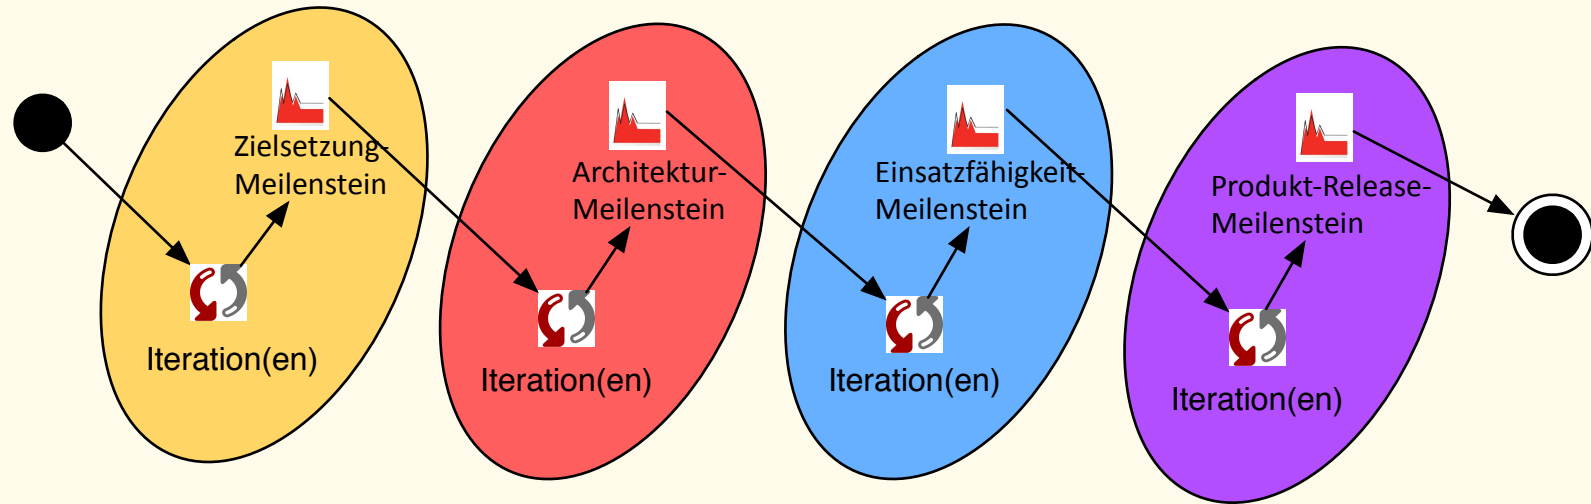 Zielsetzung-
Meilenstein
Iteration(en)
Architektur-
Meilenstein
Iteration(en)
Einsatzfähigkeit-
Meilenstein
Iteration(en)
Produkt-Release-
Meilenstein
Iteration(en)